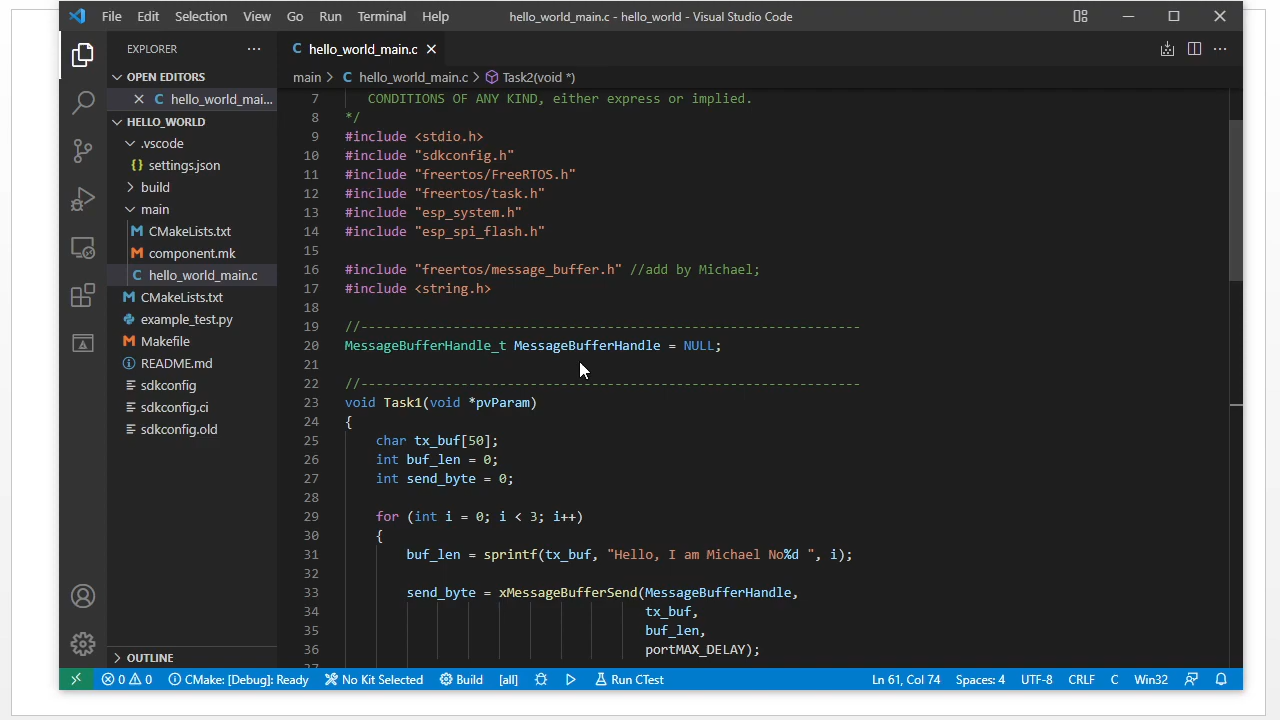 File Edit Selection View Go Run Terminal Help hello_world_main.c - hello_world - Visual Studio Code
EXPLORER
OPEN EDITORS
hello_world_mai...
HELLO_WORLD
.vscode
settings.json
build
main
CMakeLists.txt
component.mk
hello_world_main.c
CMakeLists.txt
example_test.py
Makefile
README.md
sdkconfig
sdkconfig.ci
sdkconfig.old
OUTLINE
hello_world_main.c
main > hello_world_main.c > Task2(void *)
7 CONDITIONS OF ANY KIND, either express or implied.
8 */
9 #include <stdio.h>
10 #include "sdkconfig.h"
11 #include "freertos/FreeRTOS.h"
12 #include "freertos/task.h"
13 #include "esp_system.h"
14 #include "esp_spi_flash.h"
15
16 #include "freertos/message_buffer.h" //add by Michael;
17 #include <string.h>
18
19 //-----------------------------------------------------------------
20 MessageBufferHandle_t MessageBufferHandle = NULL;
21
22 //-----------------------------------------------------------------
23 void Task1(void *pvParam)
24 {
25 char tx_buf[50];
26 int buf_len = 0;
27 int send_byte = 0;
28
29 for (int i = 0; i < 3; i++)
30 {
31 buf_len = sprintf(tx_buf, "Hello, I am Michael No%d ", i);
32
33 send_byte = xMessageBufferSend(MessageBufferHandle,
34 tx_buf,
35 buf_len,
36 portMAX_DELAY);
37
0 0 CMake: [Debug]: Ready No Kit Selected Build [all] Run CTest Ln 61, Col 74 Spaces: 4 UTF-8 CRLF C Win32